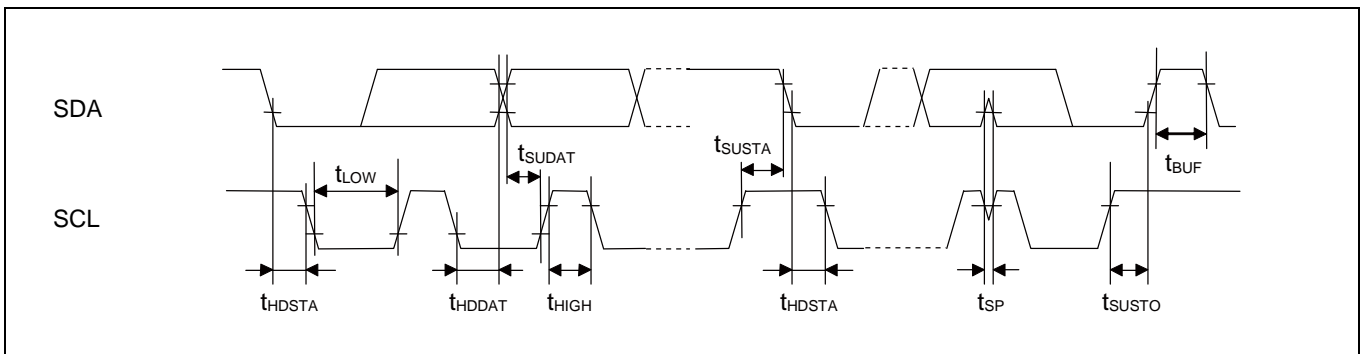 SDA
tSUDAT
tSUSTA
tBUF
tLOW
SCL
tHDSTA
tHDDAT
tHIGH
tHDSTA
tSP
tSUSTO